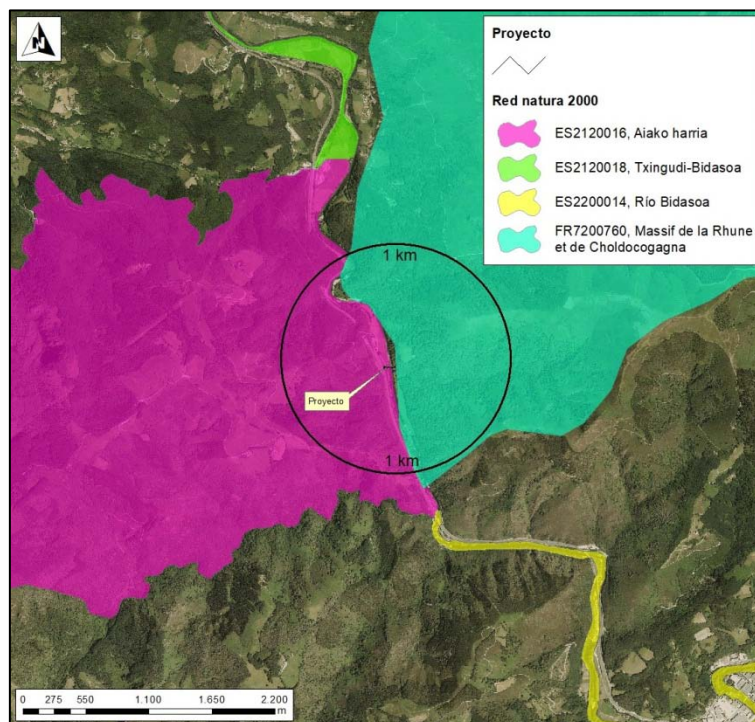 N
Proyecto
Red natura 2000
ES2120016, Aiako harria
ES2120018, Txingudi-Bidasoa
ES2200014, Río Bidasoa
FR7200760, Massif de la Rhune
et de Choldocogagna
1 km
Proyecto
1 km
0 275 550 1.100 1.650 2.200
m